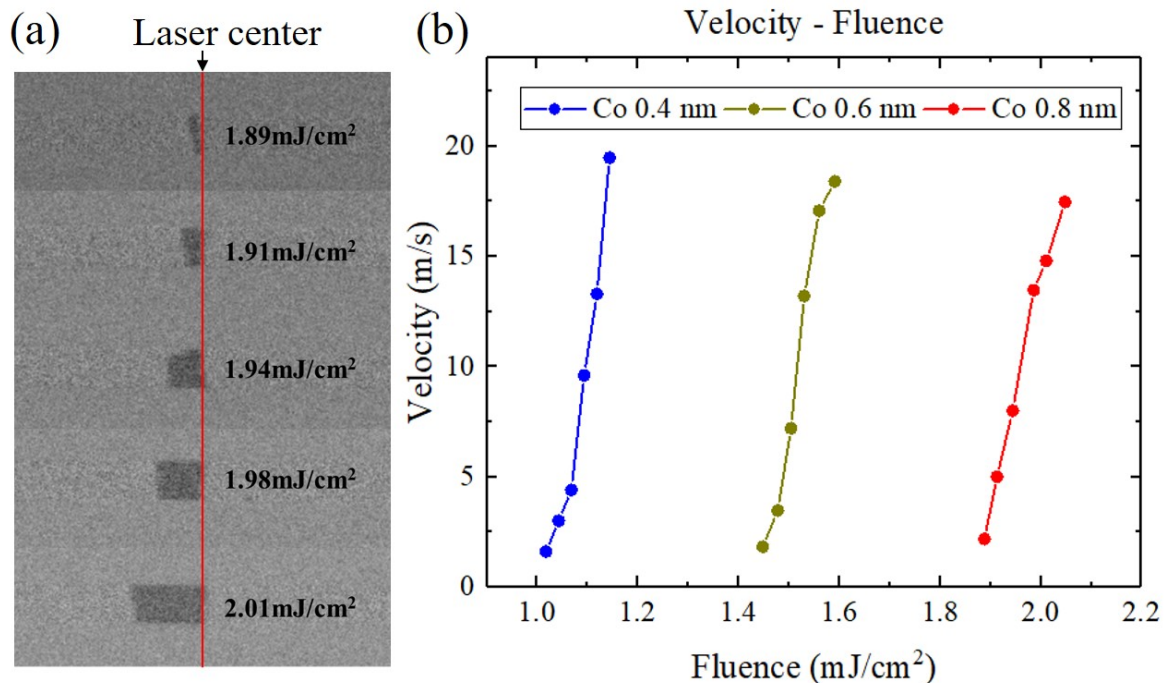 (a)
Laser center
1.89mJ/cm²
1.91mJ/cm²
1.94mJ/cm²
1.98mJ/cm²
2.01mJ/cm²
(b)
Velocity - Fluence
Co 0.4 nm Co 0.6 nm Co 0.8 nm
Velocity (m/s)
20
15
10
5
0
1.0 1.2 1.4 1.6 1.8 2.0 2.2
Fluence (mJ/cm²)